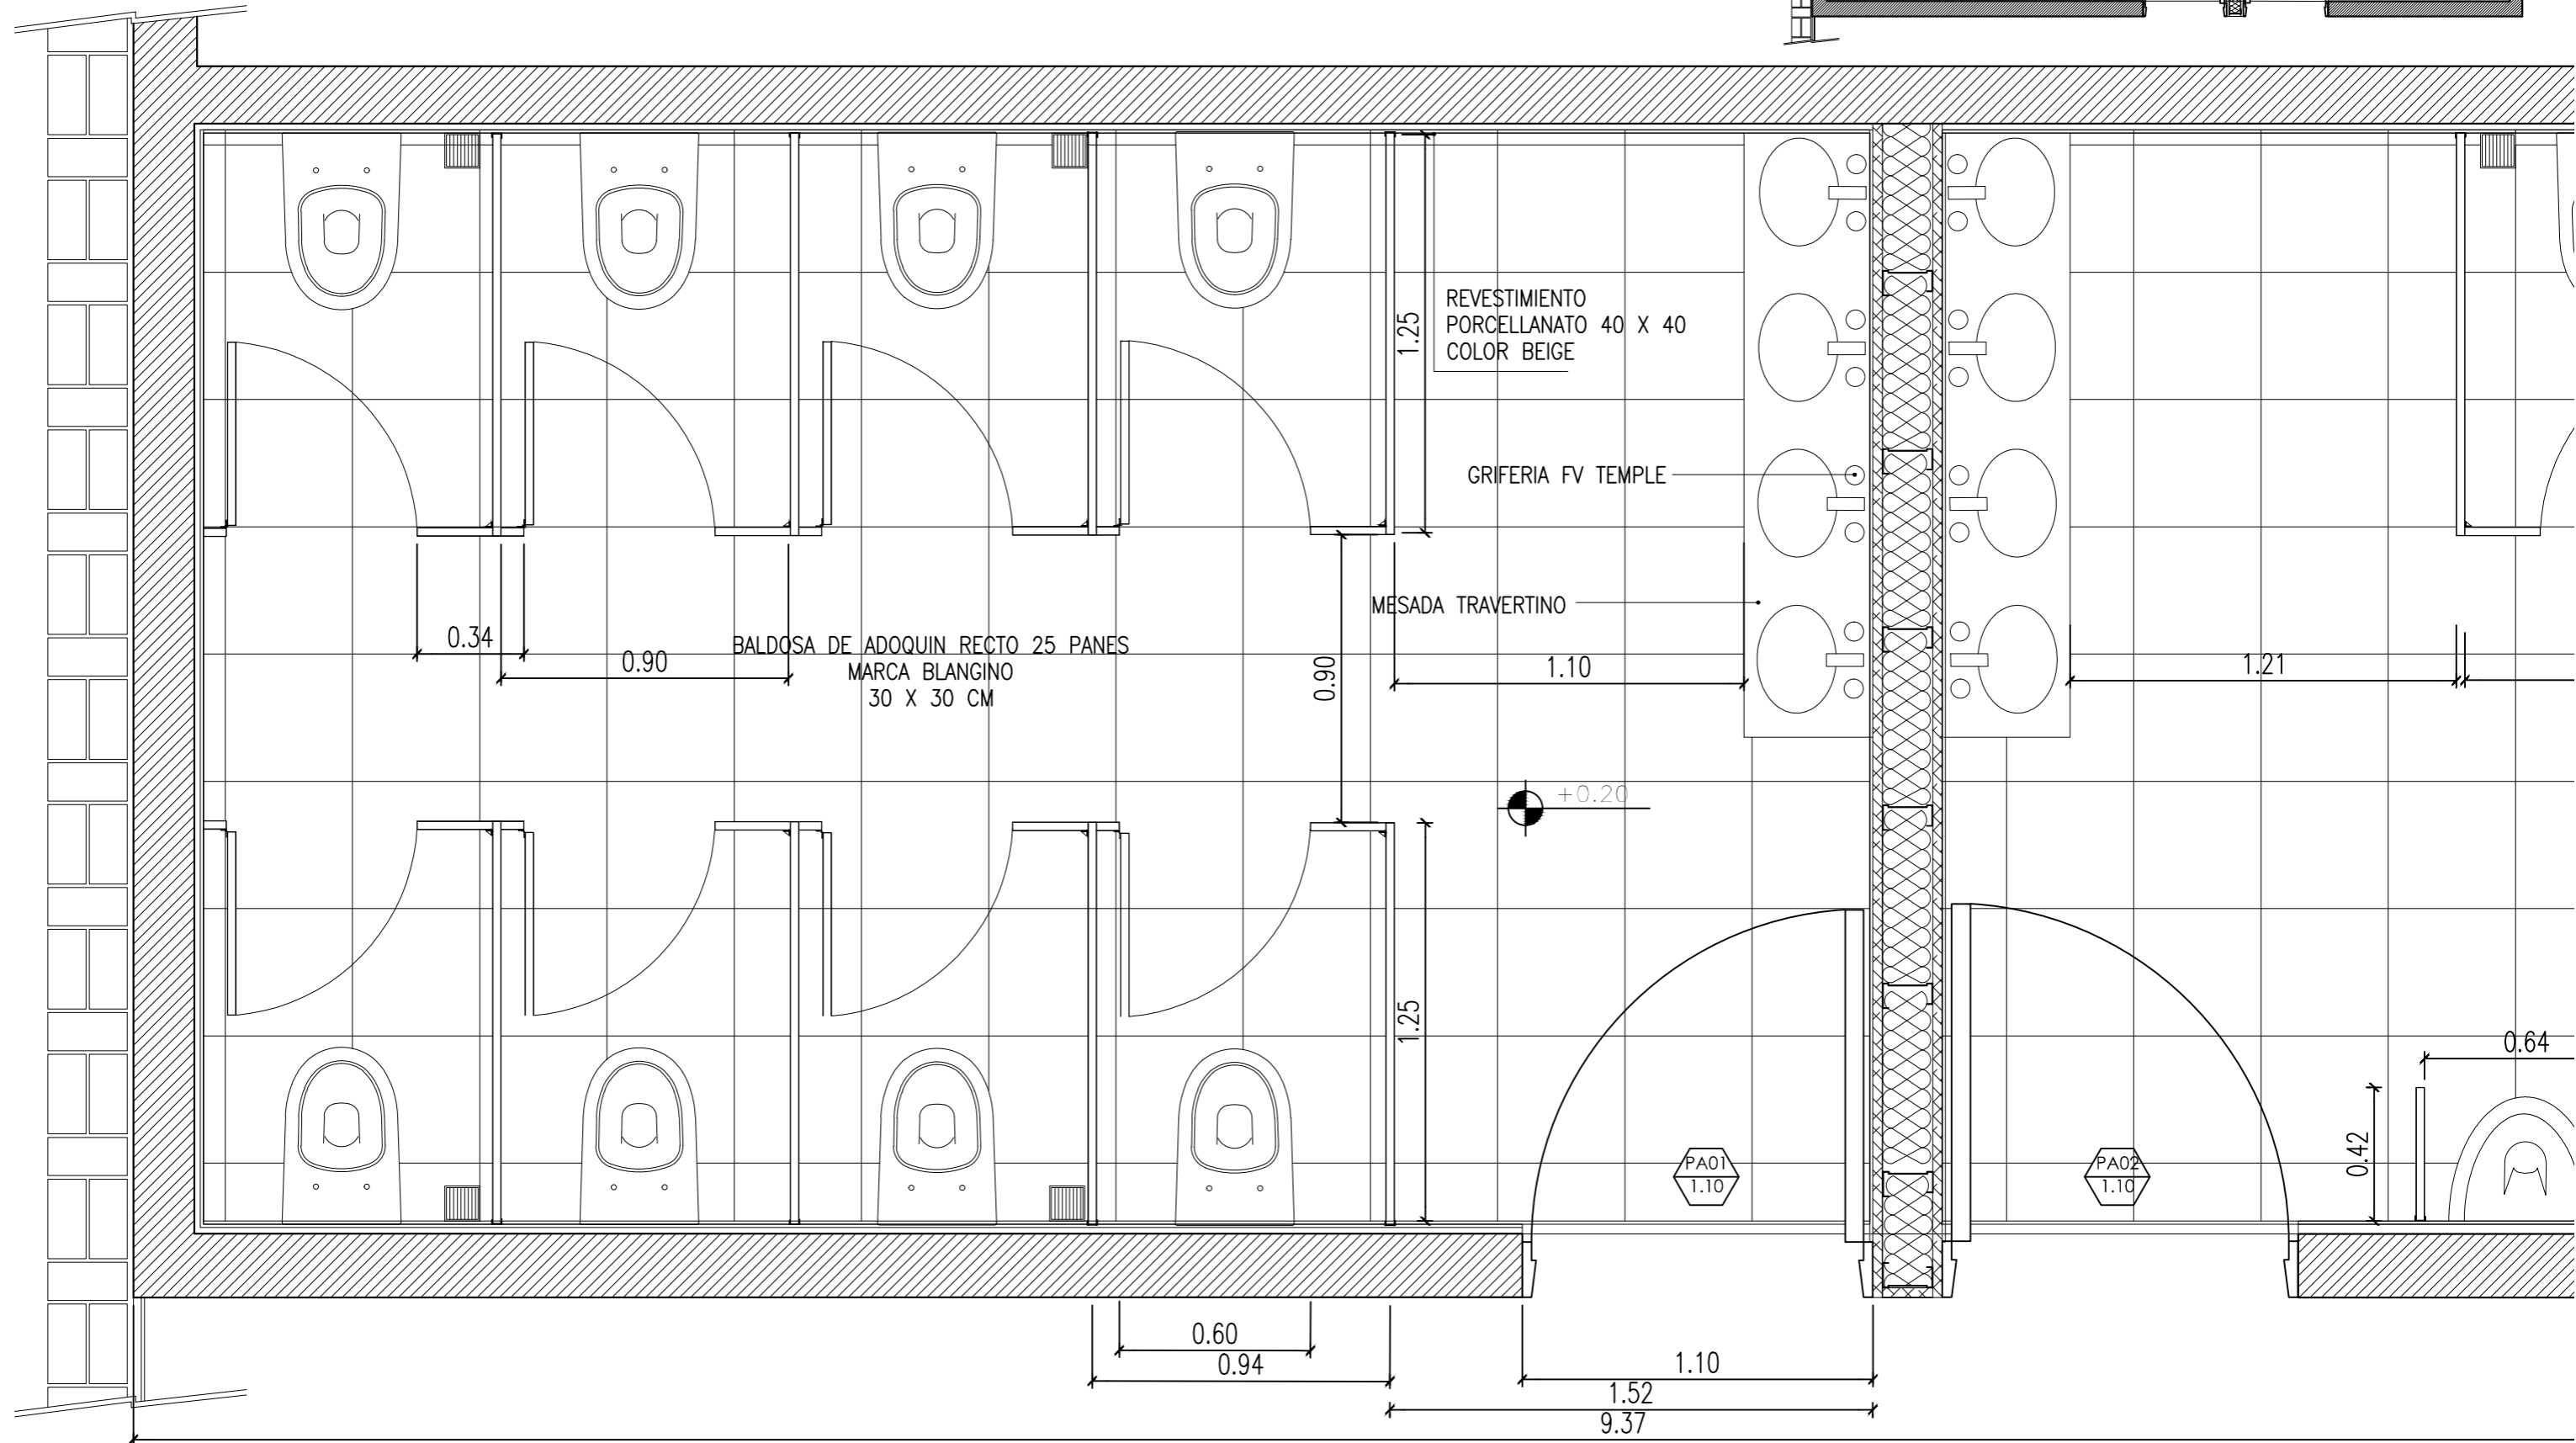 REVESTIMIENTO
PORCELLANATO 40 X 40
COLOR BEIGE
1.25
GRIFERIA FV TEMPLE
MESADA TRAVERTINO
0.34
0.90
BALDOSA DE ADOQUIN RECTO 25 PANES
MARCA BLANGINO
30 X 30 CM
0.90
1.10
1.21
+0.20
1.25
0.64
0.42
PA01
1.10
PA02
1.10
0.60
0.94
1.10
1.52
9.37